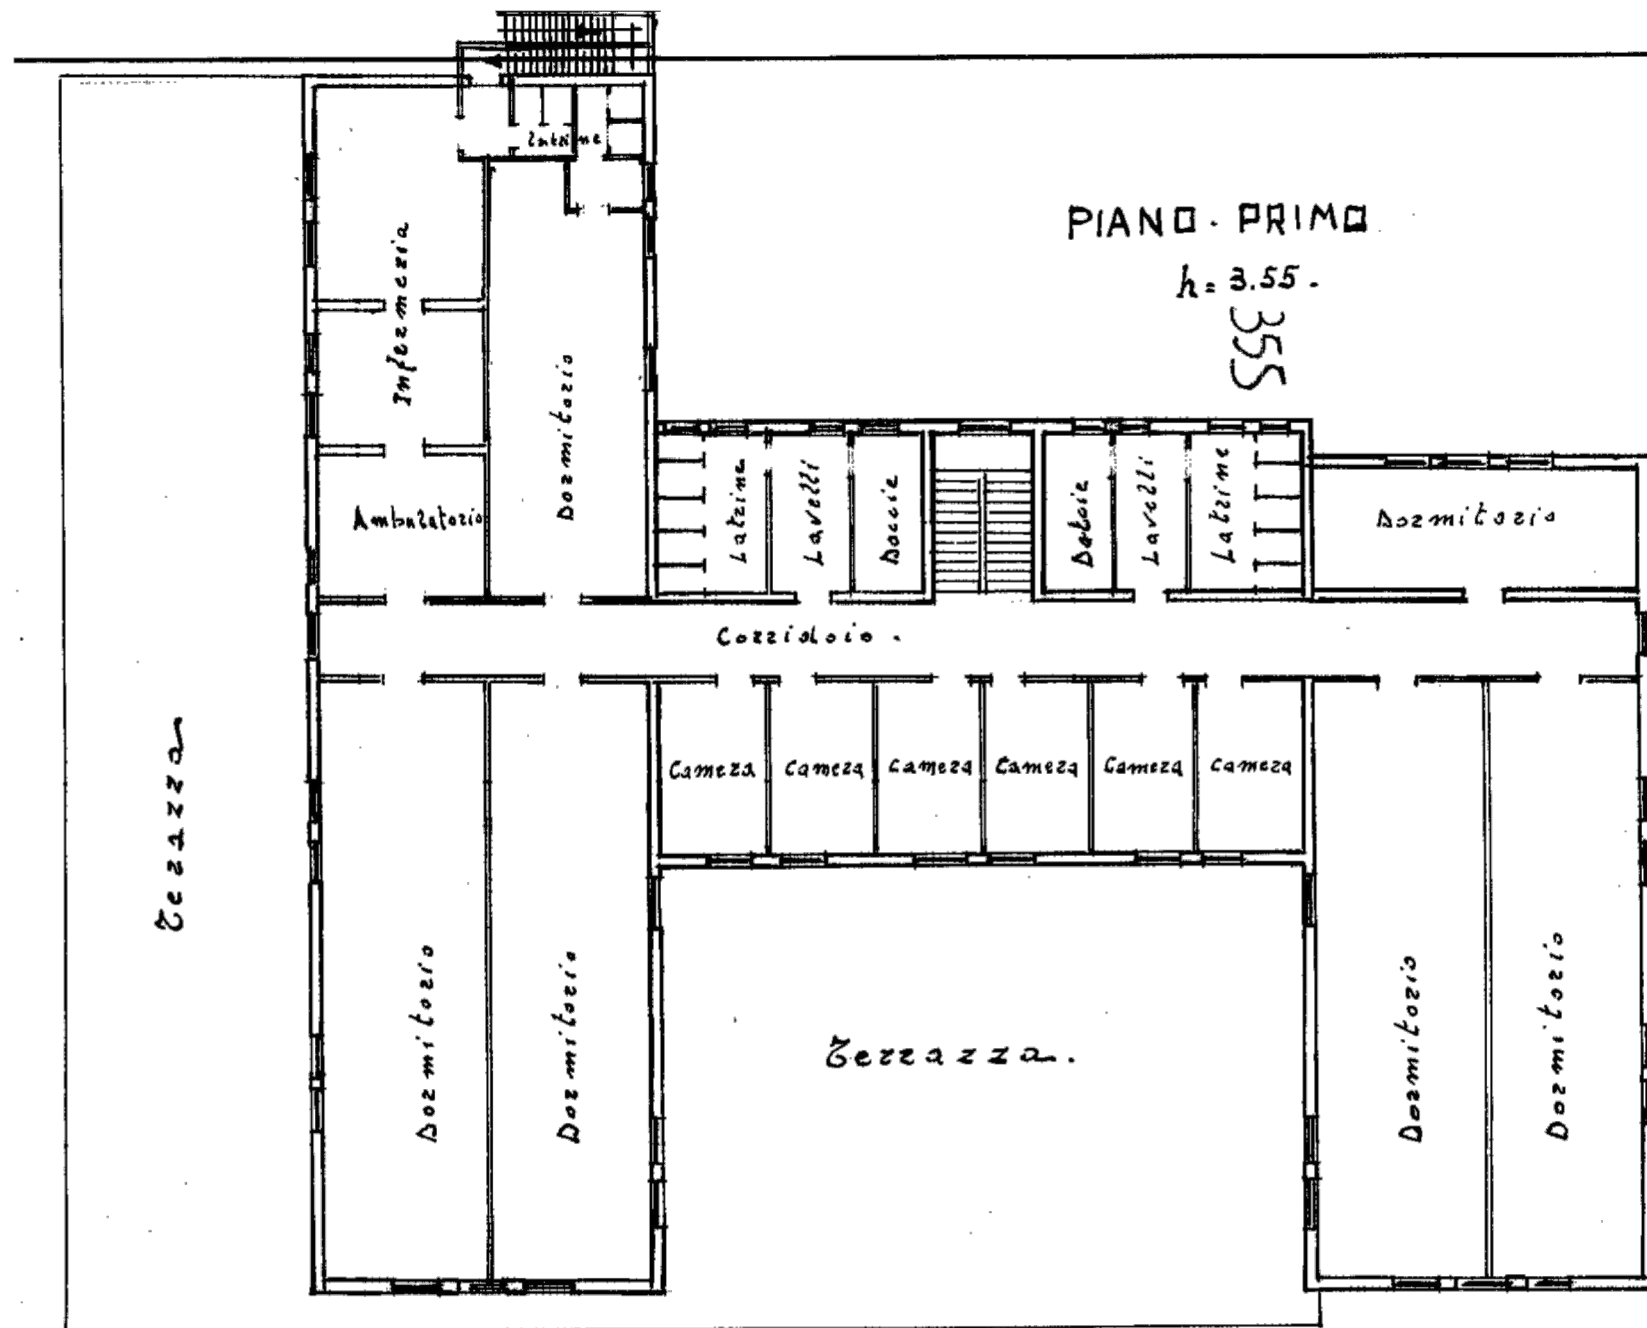 Latrine
PIANO. PRIMO
h= 3.55.
355
Infermeria
Dormitorio
Ambulatorio
Latrine
Lavelli
Doccie
Doccie
Lavelli
Latrine
Dormitorio
Corridoio.
Camera
Camera
Camera
Camera
Camera
Camera
Terrazza
Dormitorio
Dormitorio
Terrazza.
Dormitorio
Dormitorio